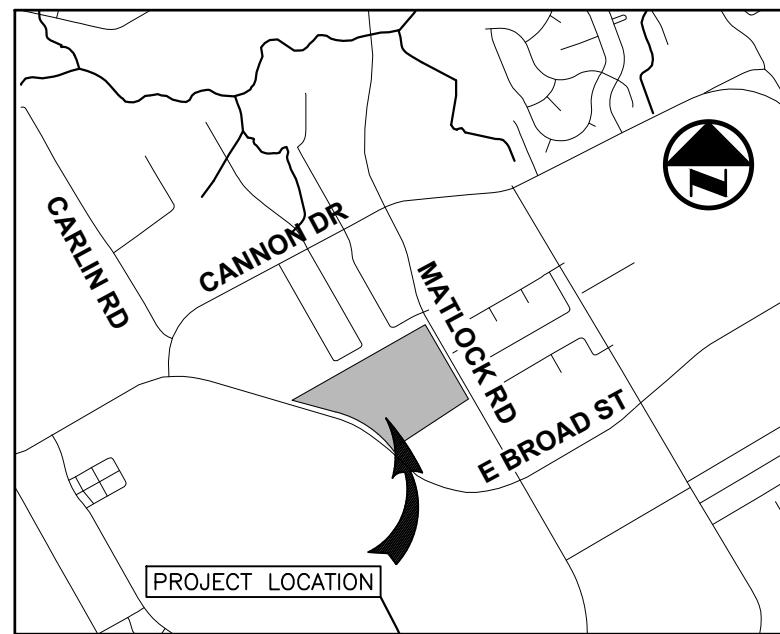 N
CARLIN RD
CANNON DR
MATLOCK RD
E BROAD ST
PROJECT LOCATION